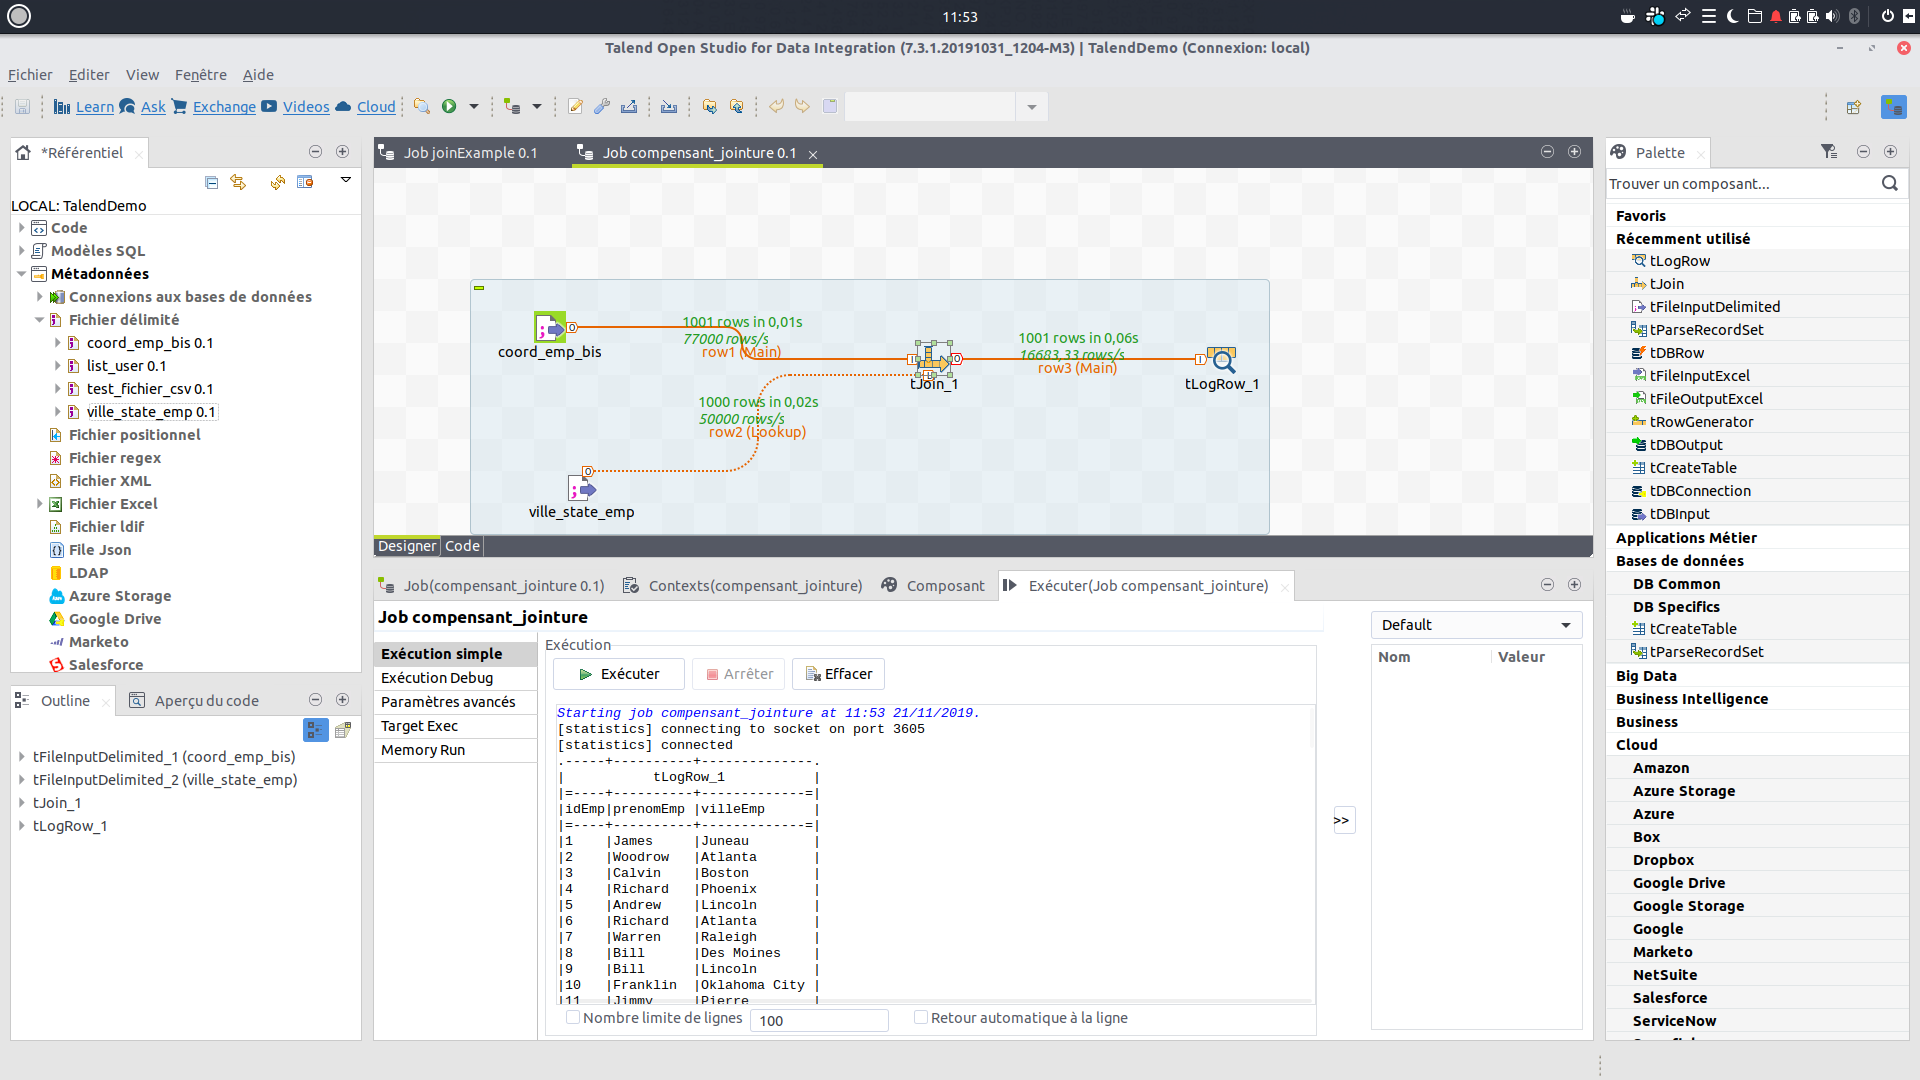 11:53
Talend Open Studio for Data Integration (7.3.1.20191031_1204-M3) | TalendDemo (Connexion: local)
Fichier Editer View Fenêtre Aide
Learn Ask Exchange Videos Cloud
*Référentiel
LOCAL: TalendDemo
Code
Modèles SQL
Métadonnées
Connexions aux bases de données
Fichier délimité
coord_emp_bis 0.1
list_user 0.1
test_fichier_csv 0.1
ville_state_emp 0.1
Fichier positionnel
Fichier regex
Fichier XML
Fichier Excel
Fichier ldif
File Json
LDAP
Azure Storage
Google Drive
Marketo
Salesforce
Outline Aperçu du code
tFileInputDelimited_1 (coord_emp_bis)
tFileInputDelimited_2 (ville_state_emp)
tJoin_1
tLogRow_1
Job joinExample 0.1 Job compensant_jointure 0.1
coord_emp_bis
1001 rows in 0,01s
77000 rows/s
row1 (Main)
tJoin_1
1001 rows in 0,06s
16683,33 rows/s
row3 (Main)
tLogRow_1
1000 rows in 0,02s
50000 rows/s
row2 (Lookup)
ville_state_emp
Designer Code
Job(compensant_jointure 0.1) Contexts(compensant_jointure) Composant Exécuter(Job compensant_jointure)
Job compensant_jointure
Exécution simple
Exécution Debug
Paramètres avancés
Target Exec
Memory Run
Exécution
Exécuter Arrêter Effacer
Starting job compensant_jointure at 11:53 21/11/2019.
[statistics] connecting to socket on port 3605
[statistics] connected
.-----+----------+-------------.
|           tLogRow_1           |
|=----+----------+-------------=|
|idEmp|prenomEmp |villeEmp      |
|=----+----------+-------------=|
|1    |James     |Juneau        |
|2    |Woodrow   |Atlanta       |
|3    |Calvin    |Boston        |
|4    |Richard   |Phoenix       |
|5    |Andrew    |Lincoln       |
|6    |Richard   |Atlanta       |
|7    |Warren    |Raleigh       |
|8    |Bill      |Des Moines    |
|9    |Bill      |Lincoln       |
|10   |Franklin  |Oklahoma City |
|11   |Jimmy     |Pierre        |
Nombre limite de lignes 100 Retour automatique à la ligne
>>
Default
Nom Valeur
Palette
Trouver un composant...
Favoris
Récemment utilisé
tLogRow
tJoin
tFileInputDelimited
tParseRecordSet
tDBRow
tFileInputExcel
tFileOutputExcel
tRowGenerator
tDBOutput
tCreateTable
tDBConnection
tDBInput
Applications Métier
Bases de données
DB Common
DB Specifics
tCreateTable
tParseRecordSet
Big Data
Business Intelligence
Business
Cloud
Amazon
Azure Storage
Azure
Box
Dropbox
Google Drive
Google Storage
Google
Marketo
NetSuite
Salesforce
ServiceNow